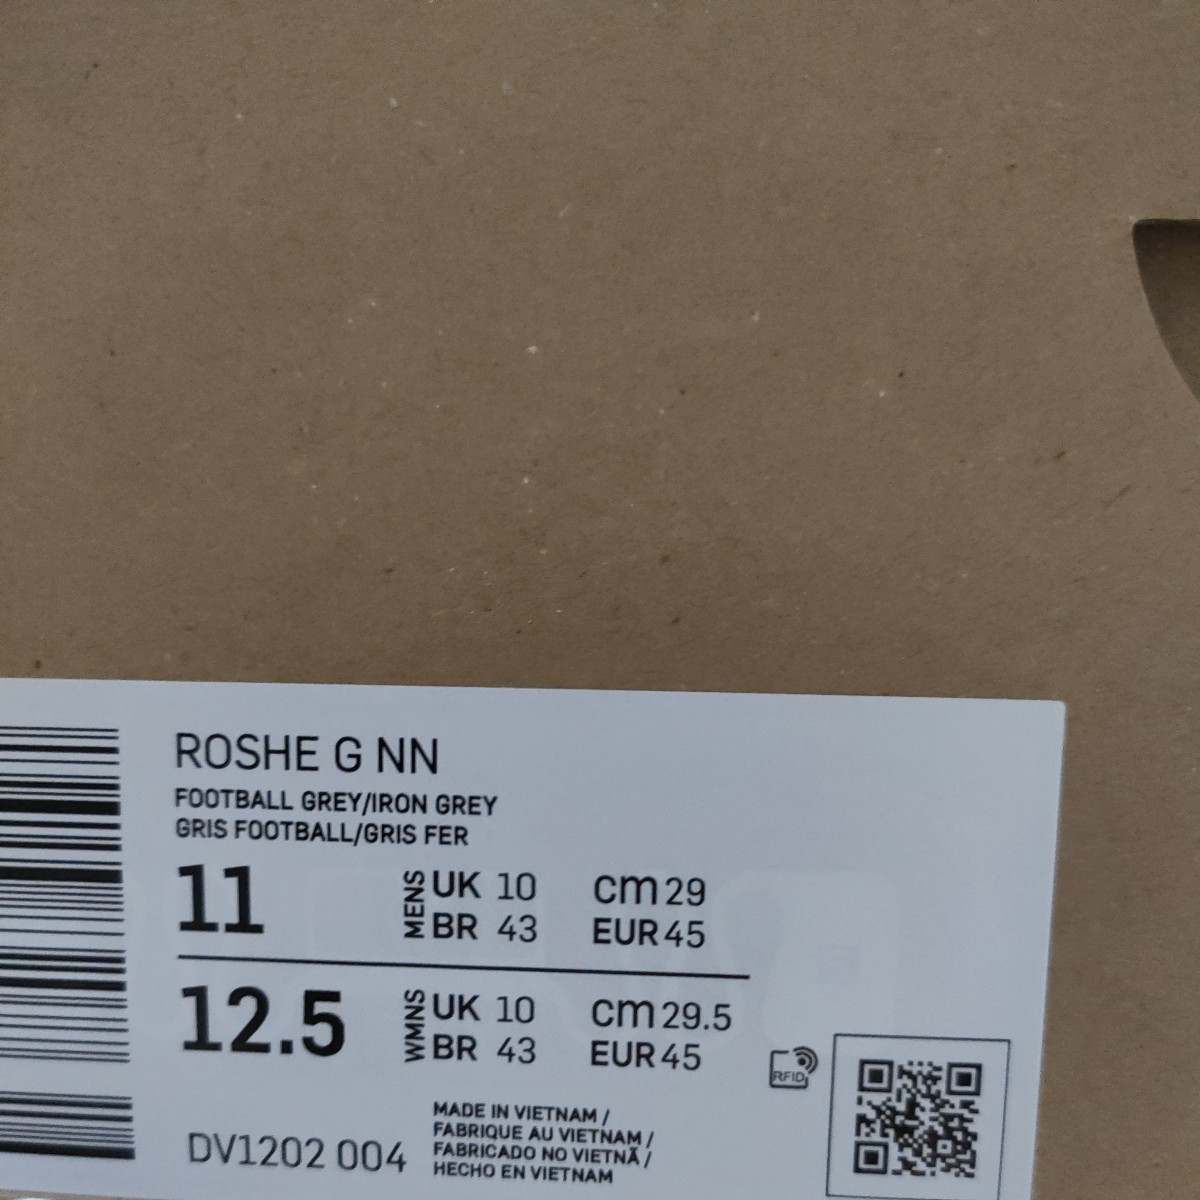 ROSHE G NN
FOOTBALL GREY/IRON GREY
GRIS FOOTBALL/GRIS FER
11 MENS UK 10 cm 29
BR 43 EUR 45
12.5 WMNS UK 10 cm 29.5
BR 43 EUR 45
RFID
DV1202 004
MADE IN VIETNAM /
FABRIQUE AU VIETNAM /
FABRICADO NO VIETNÃ /
HECHO EN VIETNAM